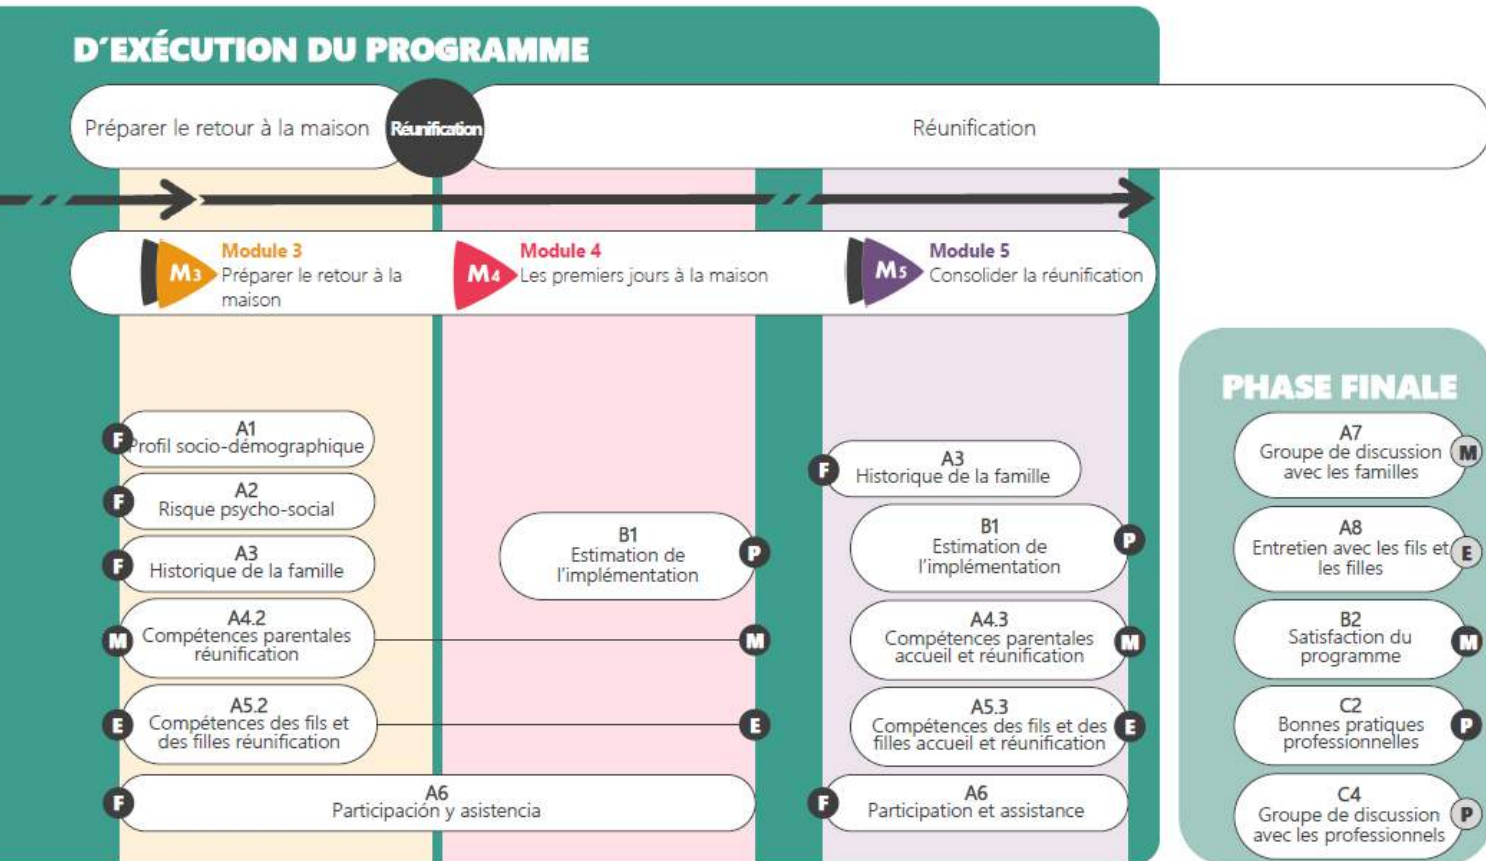 D´EXÉCUTION DU PROGRAMME
Préparer le retour à la maison
Réunification
Réunification
M3
Module 3
Préparer le retour à la
maison
M4
Module 4
Les premiers jours à la maison
M5
Module 5
Consolider la réunification
F
A1
Profil socio-démographique
F
A2
Risque psycho-social
F
A3
Historique de la famille
M
A4.2
Compétences parentales
réunification
M
E
A5.2
Compétences des fils et
des filles réunification
E
F
A6
Participación y asistencia
B1
Estimation de
l'implémentation
P
F
A3
Historique de la famille
B1
Estimation de
l'implémentation
P
A4.3
Compétences parentales
accueil et réunification
M
A5.3
Compétences des fils et des
filles accueil et réunification
E
F
A6
Participation et assistance
PHASE FINALE
A7
Groupe de discussion
avec les familles
M
A8
Entretien avec les fils et
les filles
E
B2
Satisfaction du
programme
M
C2
Bonnes pratiques
professionnelles
P
C4
Groupe de discussion
avec les professionnels
P